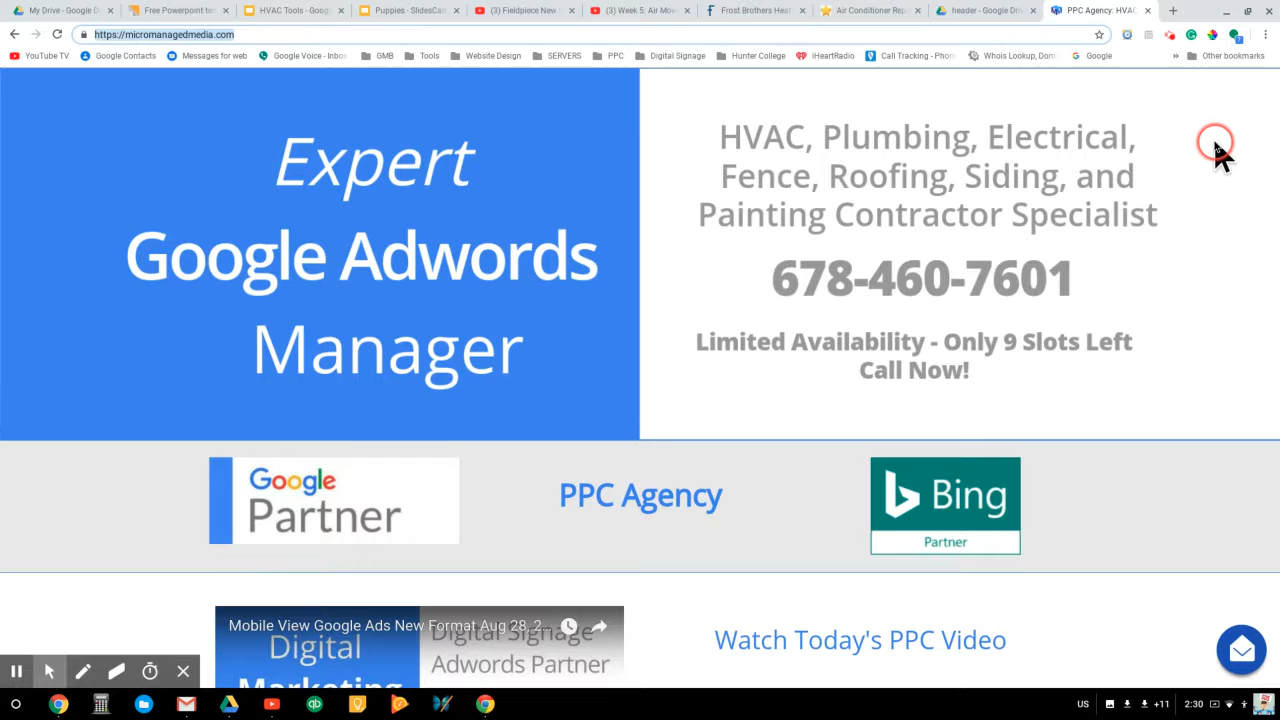 My Drive - Google D
Free Powerpoint te
HVAC Tools - Goog
Puppies - SlidesCar
(3) Fieldpiece New
(3) Week 5: Air Mov
Frost Brothers Heat
Air Conditioner Rep
header - Google Dri
PPC Agency: HVAC
https://micromanagedmedia.com
YouTube TV
Google Contacts
Messages for web
Google Voice - Inbo
GMB
Tools
Website Design
SERVERS
PPC
Digital Signage
Hunter College
iHeartRadio
Call Tracking - Phon
Whois Lookup, Dom
Google
Other bookmarks
Expert
Google Adwords
Manager
HVAC, Plumbing, Electrical,
Fence, Roofing, Siding, and
Painting Contractor Specialist
678-460-7601
Limited Availability - Only 9 Slots Left
Call Now!
Google
Partner
PPC Agency
Bing
Partner
Mobile View Google Ads New Format Aug 28, 2...
Digital
Marketing
Digital Signage
Adwords Partner
Watch Today's PPC Video
US
+11
2:30